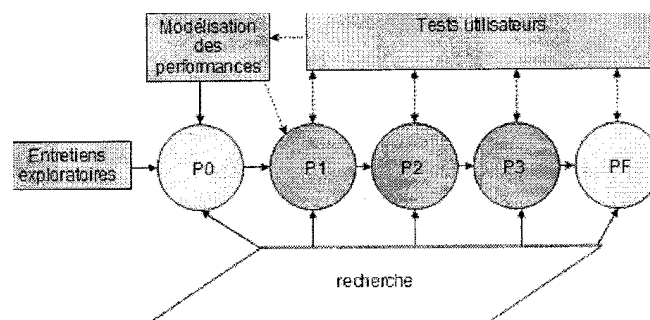 Modélisation
des
performances
Tests utilisateurs
Entretiens
exploratoires
P0
P1
P2
P3
PF
recherche